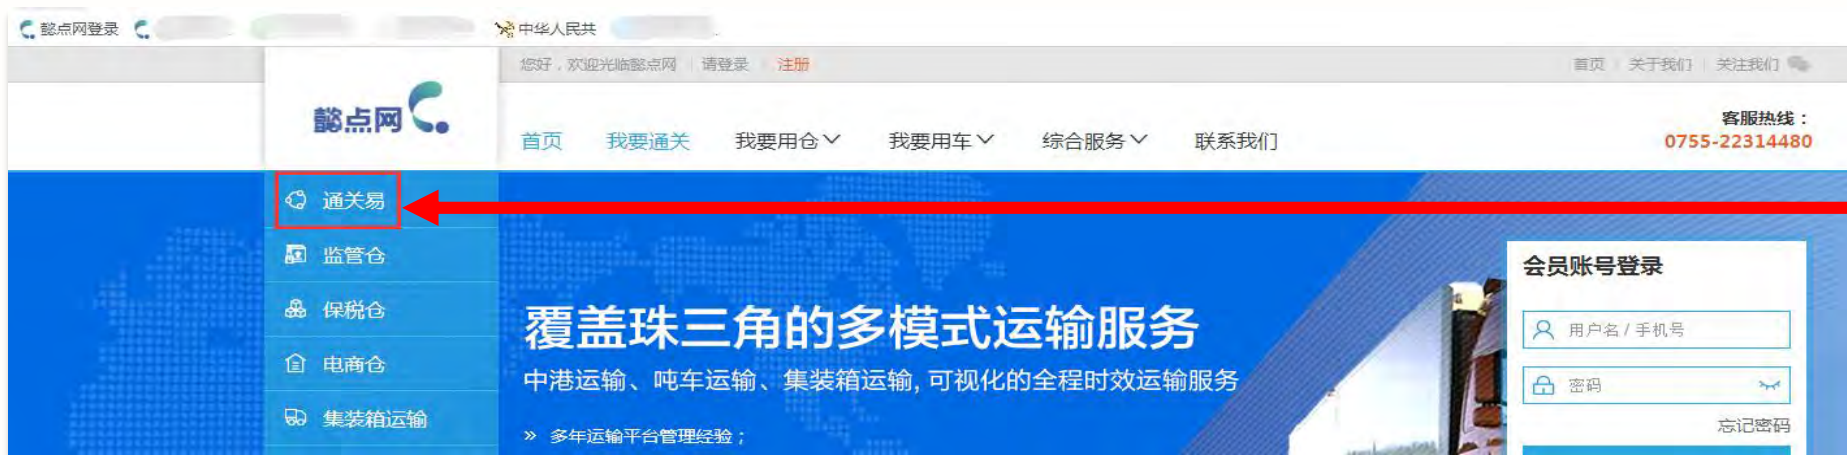 懿点网登录
中华人民共
您好，欢迎光临懿点网 请登录 注册
首页 关于我们 关注我们
懿点网
首页 我要通关 我要用仓 我要用车 综合服务 联系我们
客服热线：
0755-22314480
通关易
监管仓
保税仓
电商仓
集装箱运输
覆盖珠三角的多模式运输服务
中港运输、吨车运输、集装箱运输,可视化的全程时效运输服务
» 多年运输平台管理经验；
会员账号登录
用户名 / 手机号
密码
忘记密码